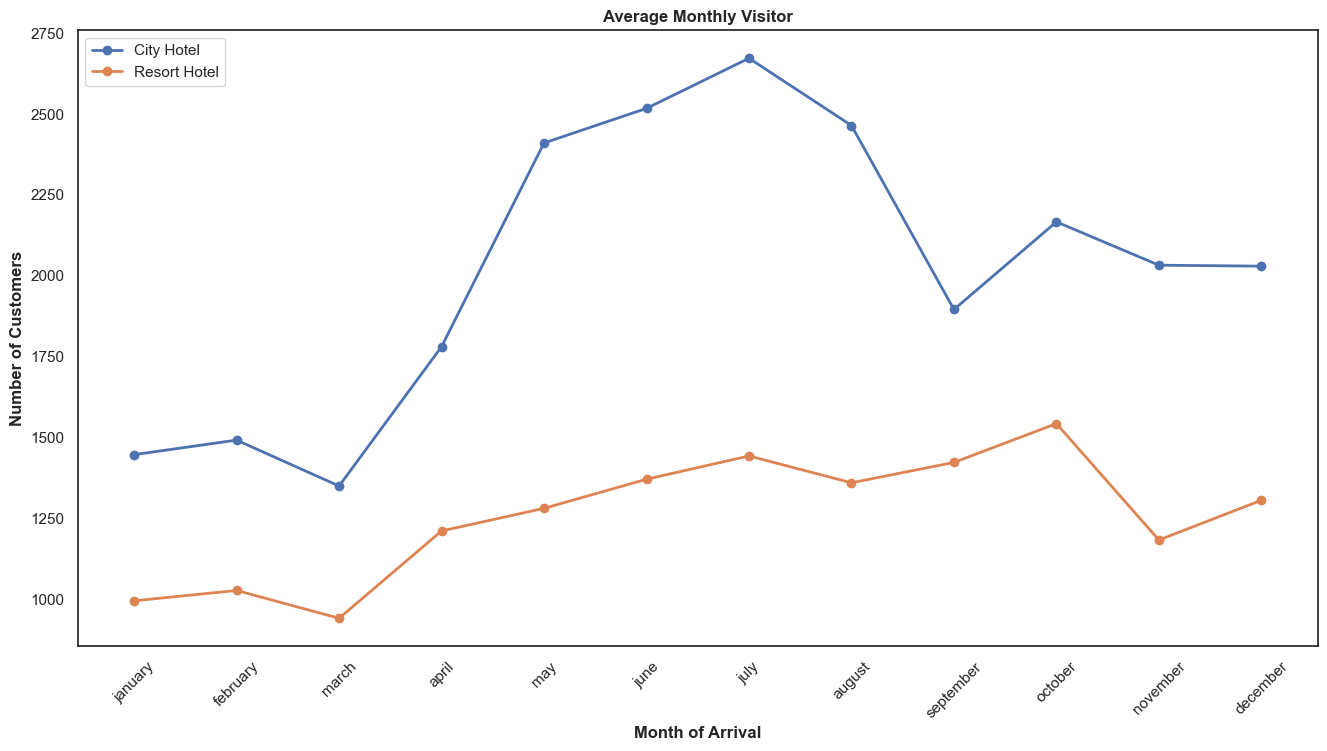 Average Monthly Visitor
City Hotel
Resort Hotel
Number of Customers
2750
2500
2250
2000
1750
1500
1250
1000
january
february
march
april
may
june
july
august
september
october
november
december
Month of Arrival